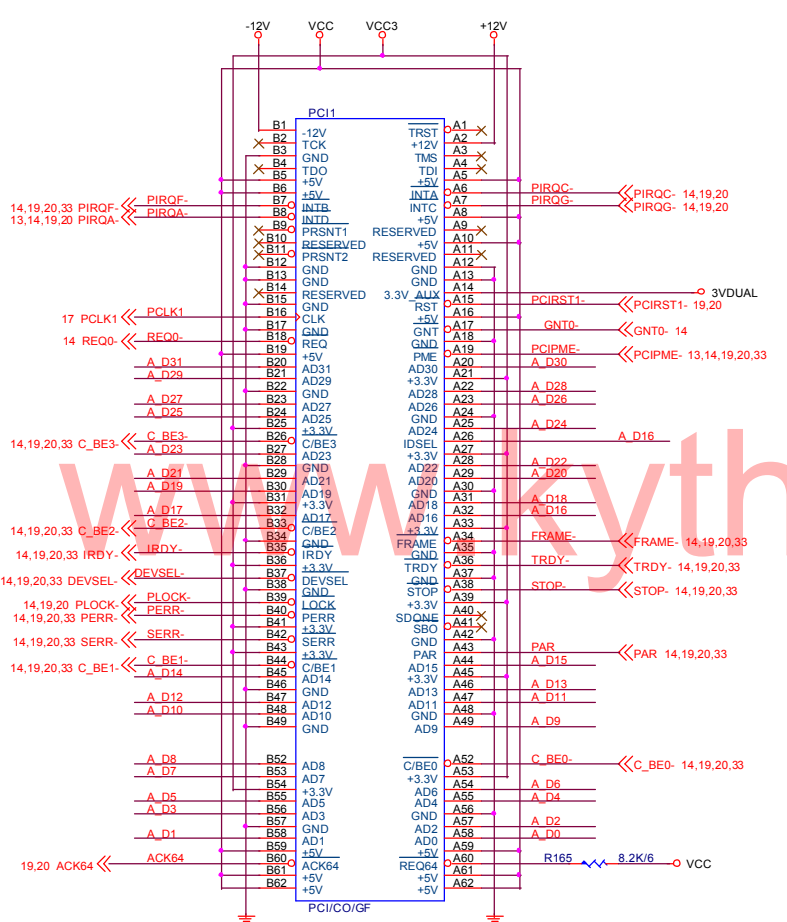 -12V VCC VCC3 +12V
PCI1
B1 -12V TRST A1
B2 TCK +12V A2
B3 GND TMS A3
B4 TDO TDI A4
B5 +5V +5V A5
B6 +5V INTA A6 PIRQC- PIRQC- 14,19,20
14,19,20,33 PIRQF- PIRQF- B7 INTB INTC A7 PIRQG- PIRQG- 14,19,20
13,14,19,20 PIRQA- PIRQA- B8 INTD +5V A8
B9 PRSNT1 RESERVED A9
B10 RESERVED +5V A10
B11 PRSNT2 RESERVED A11
B12 GND GND A12
B13 GND GND A13
B14 RESERVED 3.3V_AUX A14 3VDUAL
B15 GND RST A15 PCIRST1- PCIRST1- 19,20
17 PCLK1 PCLK1 B16 CLK +5V A16
B17 GND GNT A17 GNT0- GNT0- 14
14 REQ0- REQ0- B18 REQ GND A18
B19 +5V PME A19 PCIPME- 13,14,19,20,33
A_D31 B20 AD31 AD30 A20 A_D30
A_D29 B21 AD29 +3.3V A21
B22 GND AD28 A22 A_D28
A_D27 B23 AD27 AD26 A23 A_D26
A_D25 B24 AD25 GND A24
B25 +3.3V AD24 A25 A_D24
14,19,20,33 C_BE3- C_BE3- B26 C/BE3 IDSEL A26 A_D16
A_D23 B27 AD23 +3.3V A27
B28 GND AD22 A28 A_D22
A_D21 B29 AD21 AD20 A29 A_D20
A_D19 B30 AD19 GND A30
B31 +3.3V AD18 A31 A_D18
A_D17 B32 AD17 AD16 A32 A_D16
14,19,20,33 C_BE2- C_BE2- B33 C/BE2 +3.3V A33
B34 GND FRAME A34 FRAME- FRAME- 14,19,20,33
14,19,20,33 IRDY- IRDY- B35 IRDY GND A35
B36 +3.3V TRDY A36 TRDY- TRDY- 14,19,20,33
14,19,20,33 DEVSEL- DEVSEL- B37 DEVSEL GND A37
B38 GND STOP A38 STOP- STOP- 14,19,20,33
14,19,20 PLOCK- PLOCK- B39 LOCK +3.3V A39
14,19,20,33 PERR- PERR- B40 PERR SDONE A40
B41 +3.3V SBO A41
14,19,20,33 SERR- SERR- B42 SERR GND A42
B43 +3.3V PAR A43 PAR PAR 14,19,20,33
14,19,20,33 C_BE1- C_BE1- B44 C/BE1 AD15 A44 A_D15
A_D14 B45 AD14 +3.3V A45
B46 GND AD13 A46 A_D13
A_D12 B47 AD12 AD11 A47 A_D11
A_D10 B48 AD10 GND A48
B49 GND AD9 A49 A_D9
A_D8 B52 AD8 C/BE0 A52 C_BE0- C_BE0- 14,19,20,33
A_D7 B53 AD7 +3.3V A53
B54 +3.3V AD6 A54 A_D6
A_D5 B55 AD5 AD4 A55 A_D4
A_D3 B56 AD3 GND A56
B57 GND AD2 A57 A_D2
A_D1 B58 AD1 AD0 A58 A_D0
B59 +5V +5V A59
19,20 ACK64 ACK64 B60 ACK64 REQ64 A60 R165 8.2K/6 VCC
B61 +5V +5V A61
B62 +5V +5V A62
PCI/CO/GF